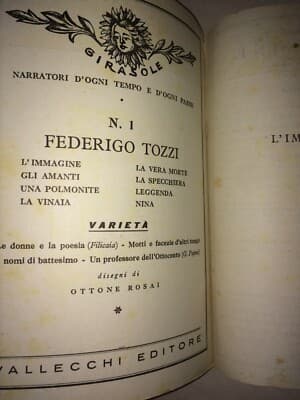 GIRASOLE
NARRATORI D'OGNI TEMPO E D'OGNI PAESE
N. 1
FEDERIGO TOZZI
L'IMMAGINE
GLI AMANTI
UNA POLMONITE
LA VINAIA
LA VERA MORTE
LA SPECCHIERA
LEGGENDA
NINA
VARIETÀ
Le donne e la poesia (Filicaia) - Motti e facezie d'altri tempi
nomi di battesimo - Un professore dell'Ottocento (G. Papini)
disegni di
OTTONE ROSAI
VALLECCHI EDITORE
L'IM